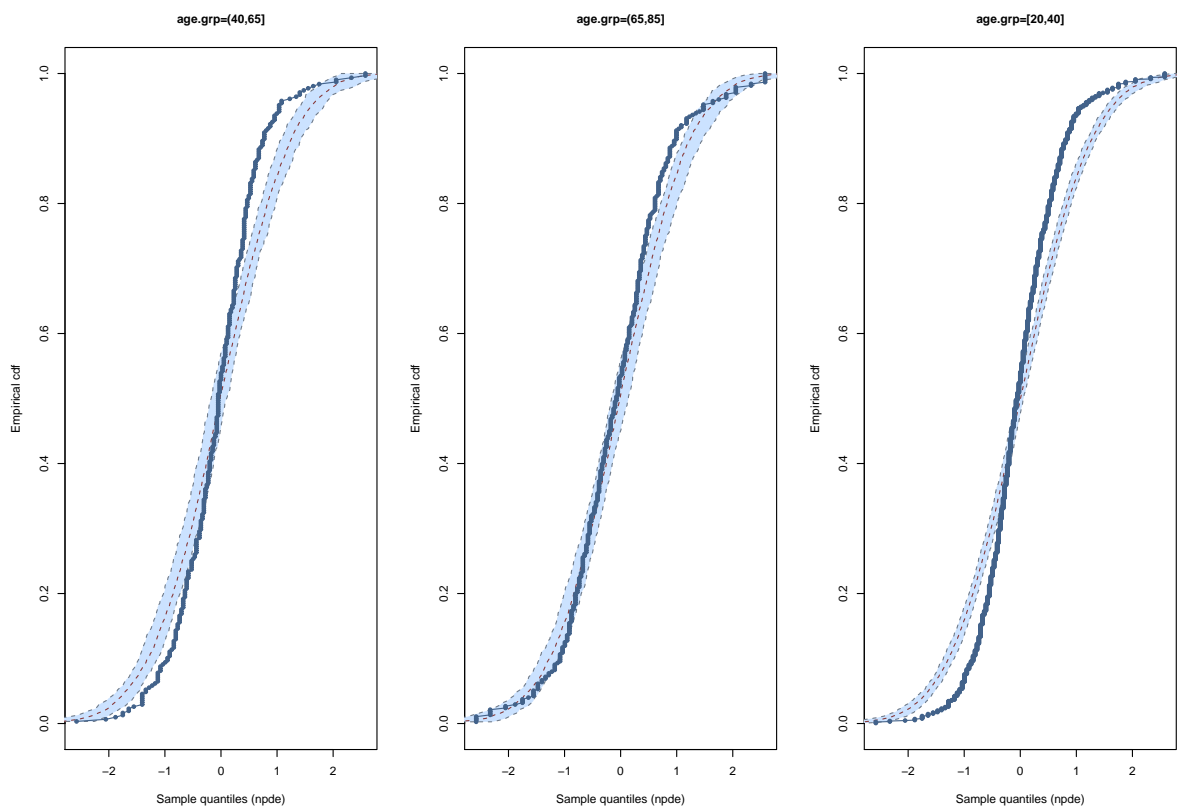 age.grp=(40,65]
Empirical cdf
1.0
0.8
0.6
0.4
0.2
0.0
−2 −1 0 1 2
Sample quantiles (npde)
age.grp=(65,85]
Empirical cdf
1.0
0.8
0.6
0.4
0.2
0.0
−2 −1 0 1 2
Sample quantiles (npde)
age.grp=[20,40]
Empirical cdf
1.0
0.8
0.6
0.4
0.2
0.0
−2 −1 0 1 2
Sample quantiles (npde)